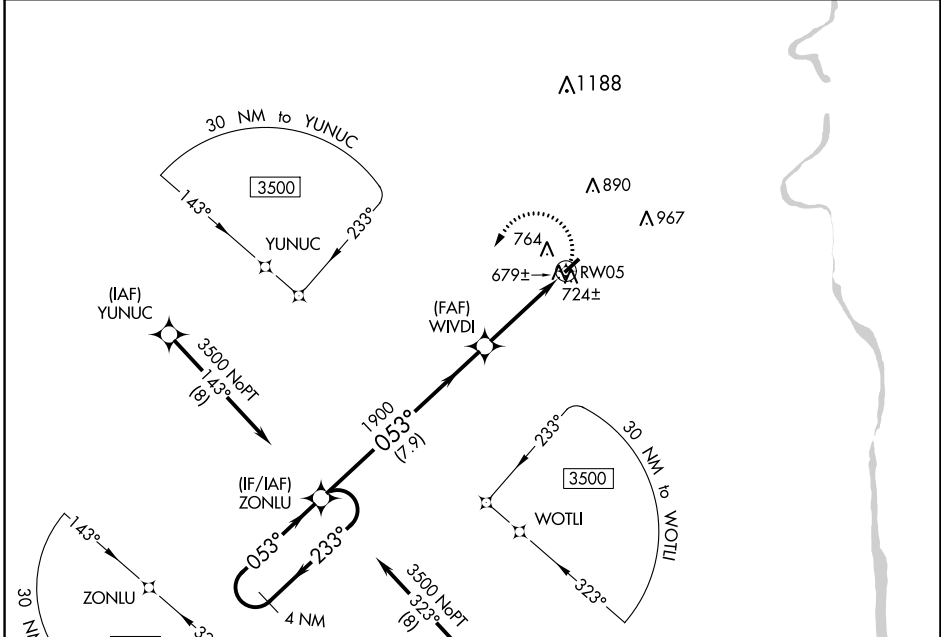 1188
30 NM to YUNUC
3500
143°
233°
YUNUC
890
967
764
679±
RW05
724±
(IAF)
YUNUC
3500 NoPT
143°
(8)
(FAF)
WIVDI
1900
053°
(7.9)
(IF/IAF)
ZONLU
053°
233°
4 NM
233°
30 NM to WOTLI
3500
WOTLI
323°
3500 NoPT
323°
(8)
143°
ZONLU
30